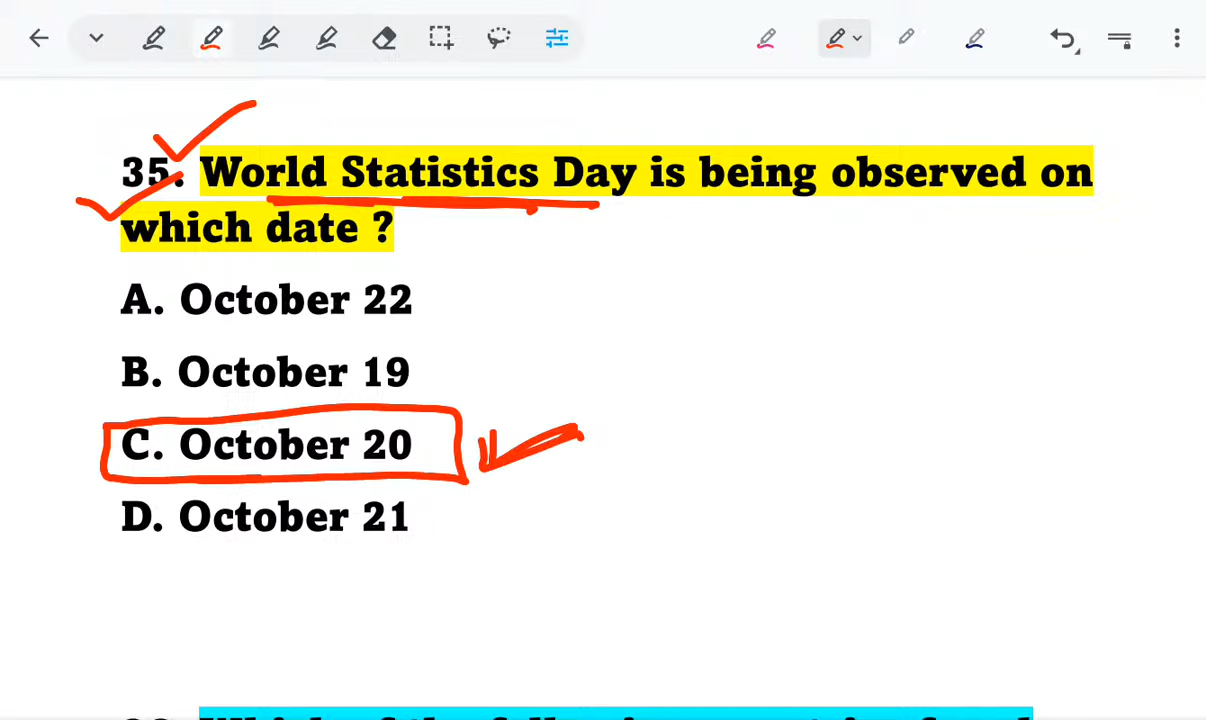 35. World Statistics Day is being observed on
which date ?
A. October 22
B. October 19
C. October 20
D. October 21